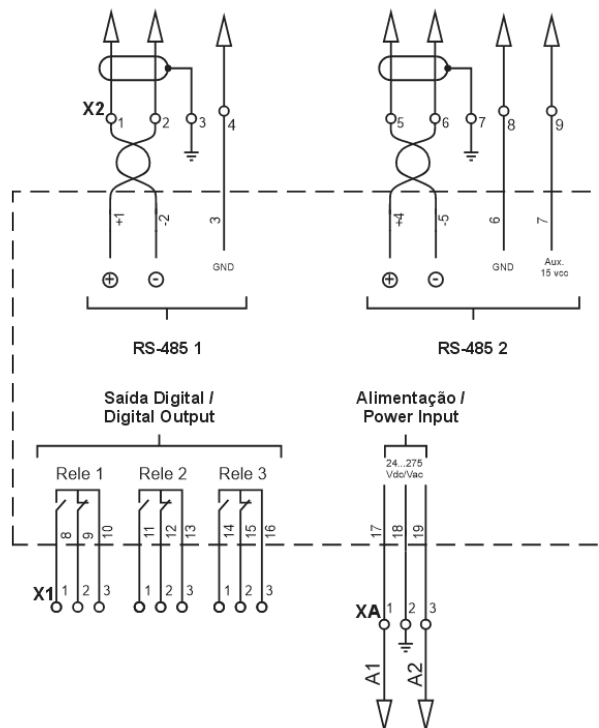 X2 1 2 3 4 5 6 7 8 9
+1 -2 3 +4 -5 6 7
+ - GND + - GND Aux.
15 vcc
RS-485 1 RS-485 2
Saída Digital /
Digital Output
Alimentação /
Power Input
Rele 1 Rele 2 Rele 3
24...275
Vdc/Vac
8 9 10 11 12 13 14 15 16 17 18 19
X1 1 2 3 1 2 3 1 2 3
XA 1 2 3
A1 A2